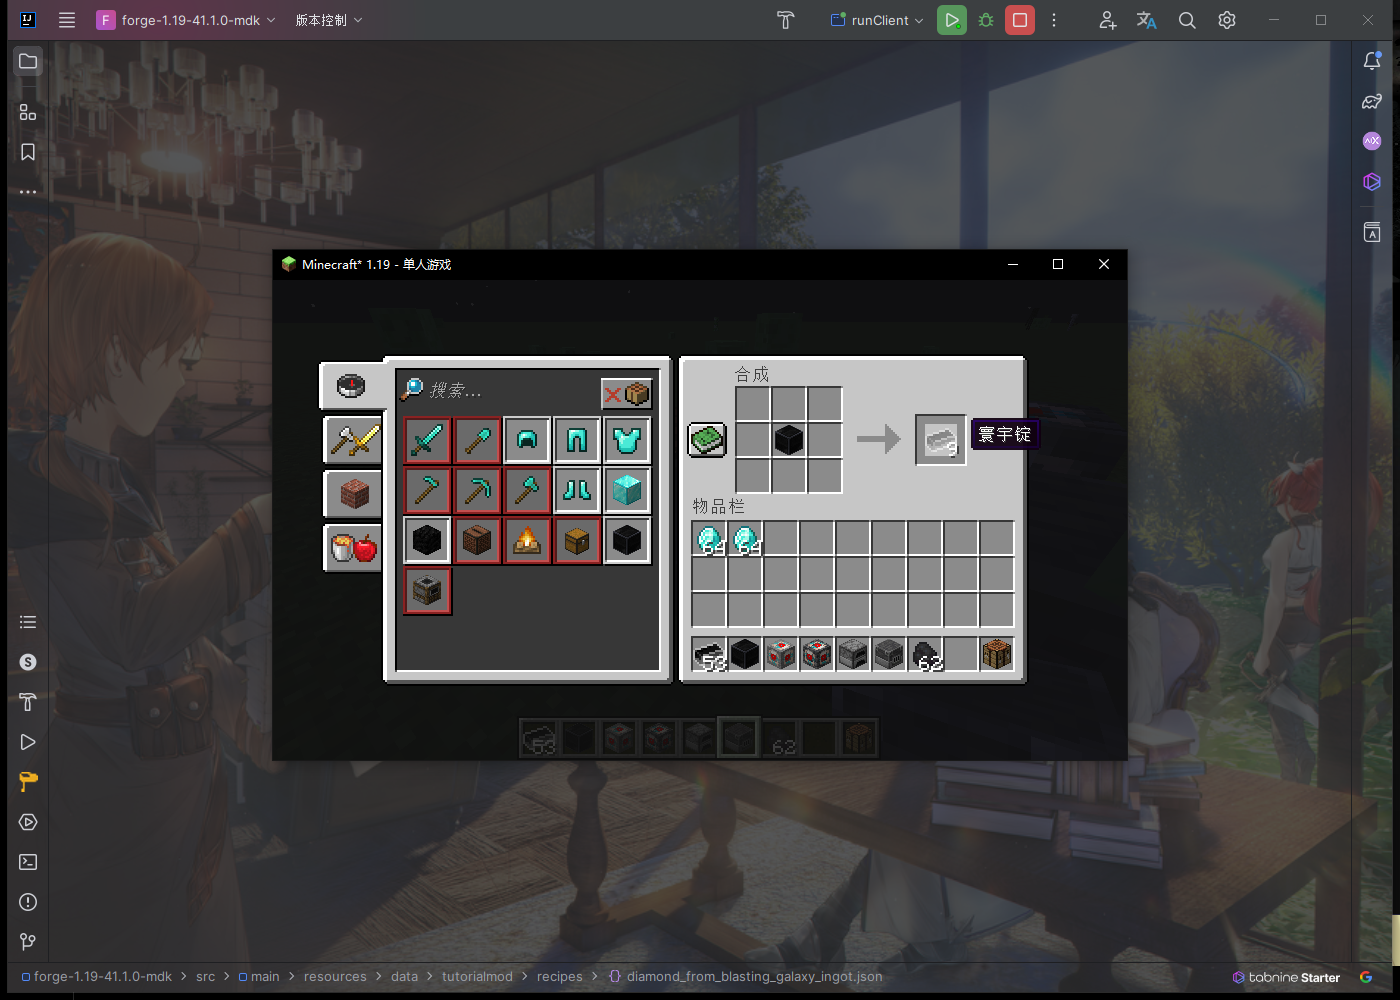 F forge-1.19-41.1.0-mdk 版本控制 runClient
Minecraft* 1.19 - 单人游戏
搜索...
合成
9
寰宇锭
物品栏
64 64
53 62
53 62
forge-1.19-41.1.0-mdk > src > main > resources > data > tutorialmod > recipes > diamond_from_blasting_galaxy_ingot.json
tabnine Starter